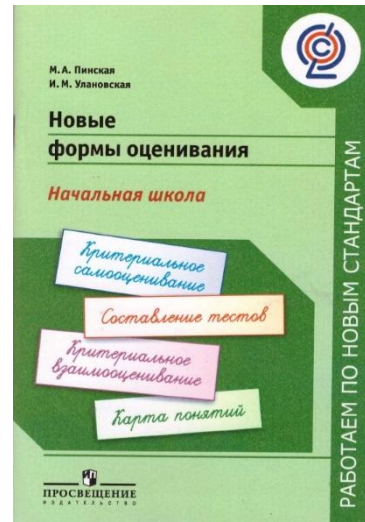 М. А. Пинская
И. М. Улановская
Новые
формы оценивания
Начальная школа
Критериальное
самооценивание
Составление тестов
Критериальное
взаимооценивание
Карта понятий
ПРОСВЕЩЕНИЕ
ИЗДАТЕЛЬСТВО
РАБОТАЕМ ПО НОВЫМ СТАНДАРТАМ